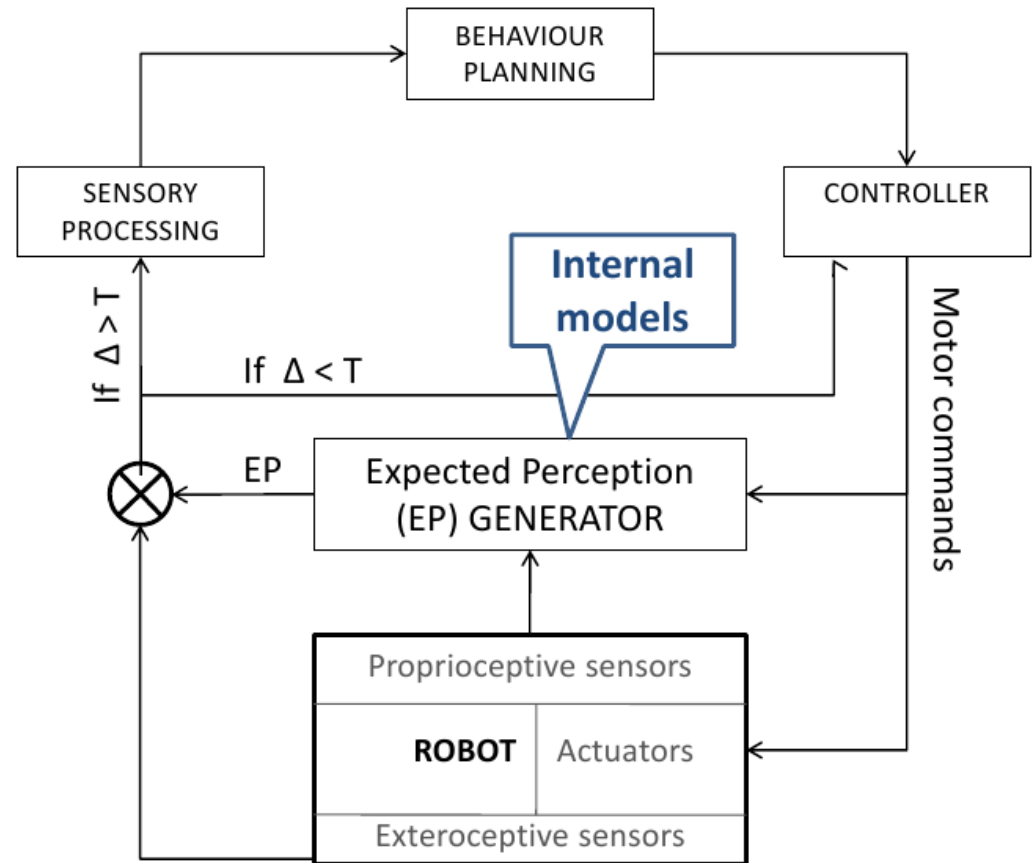 BEHAVIOUR
PLANNING
SENSORY
PROCESSING
CONTROLLER
Internal
models
If Δ > T
If Δ < T
Motor commands
EP
Expected Perception
(EP) GENERATOR
Proprioceptive sensors
ROBOT
Actuators
Exteroceptive sensors